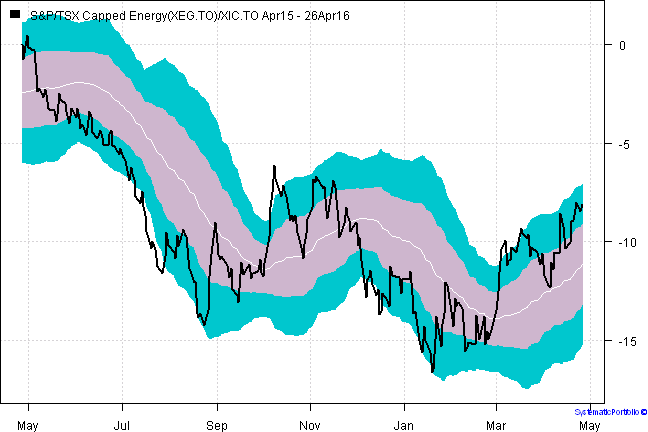 S&P/TSX Capped Energy(XEG.TO)/XIC.TO Apr15 - 26Apr16
0
-5
-10
-15
SystematicPortfolio ©
May Jul Sep Nov Jan Mar May